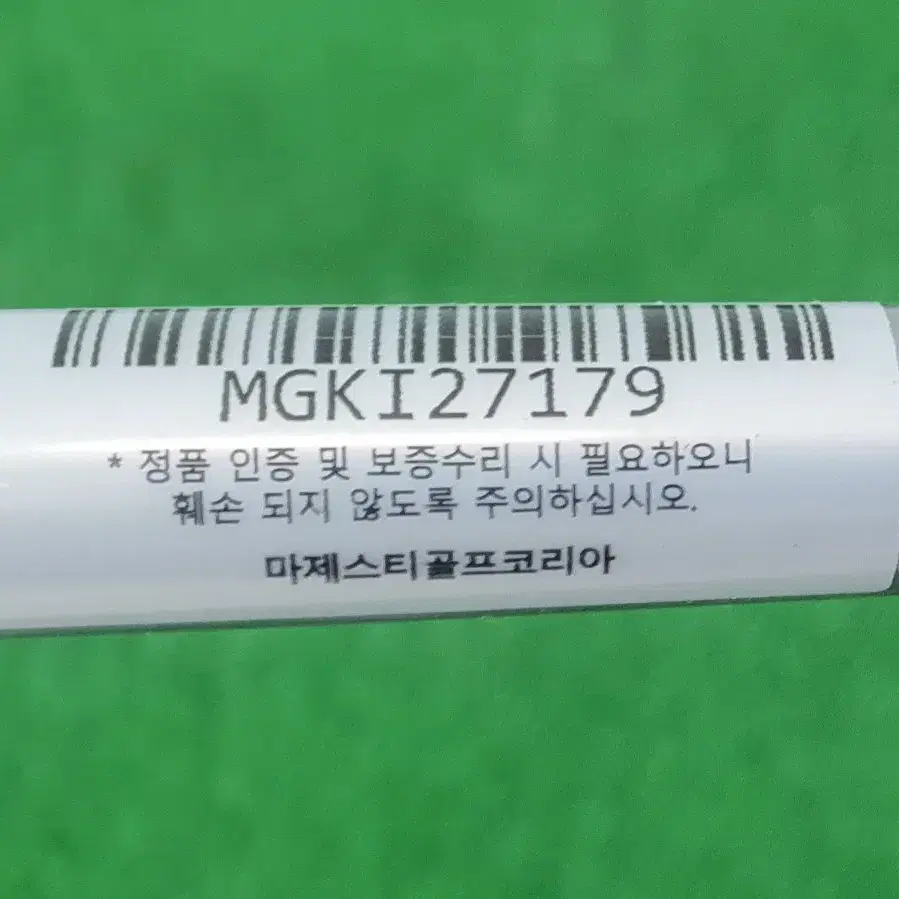 MGKI27179
* 정품 인증 및 보증수리 시 필요하오니
훼손 되지 않도록 주의하십시오.
마제스티골프코리아